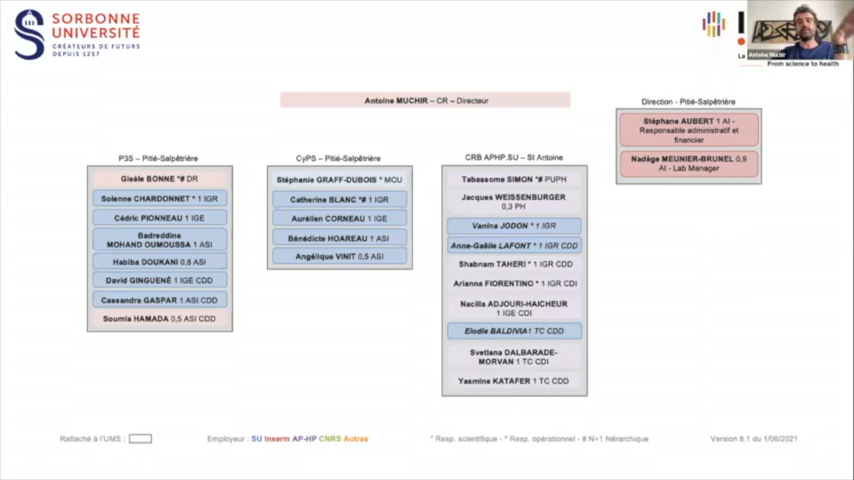 SORBONNE
UNIVERSITÉ
CRÉATEURS DE FUTURS
DEPUIS 1257
Antoine Muchir
La
From science to health
Antoine MUCHIR – CR – Directeur
Direction - Pitié-Salpêtrière
Stéphane AUBERT 1 AI -
Responsable administratif et
financier
Nadège MEUNIER-BRUNEL 0,9
AI - Lab Manager
P3S – Pitié-Salpêtrière
Gisèle BONNE °# DR
Solenne CHARDONNET * 1 IGR
Cédric PIONNEAU 1 IGE
Badreddine
MOHAND OUMOUSSA 1 ASI
Habiba DOUKANI 0,8 ASI
David GINGUENÉ 1 IGE CDD
Cassandra GASPAR 1 ASI CDD
Soumia HAMADA 0,5 ASI CDD
CyPS – Pitié-Salpêtrière
Stéphanie GRAFF-DUBOIS ° MCU
Catherine BLANC *# 1 IGR
Aurélien CORNEAU 1 IGE
Bénédicte HOAREAU 1 ASI
Angélique VINIT 0,5 ASI
CRB APHP.SU – St Antoine
Tabassome SIMON °# PUPH
Jacques WEISSENBURGER
0,3 PH
Vanina JODON * 1 IGR
Anne-Gaëlle LAFONT * 1 IGR CDD
Shabnam TAHERI * 1 IGR CDD
Arianna FIORENTINO * 1 IGR CDI
Nacilla ADJOURI-HAICHEUR
1 IGE CDI
Elodie BALDIVIA1 TC CDD
Svetlana DALBARADE-
MORVAN 1 TC CDI
Yasmine KATAFER 1 TC CDD
Rattaché à l'UMS :
Employeur : SU Inserm AP-HP CNRS Autres
° Resp. scientifique - * Resp. opérationnel - # N+1 hiérarchique
Version 8.1 du 1/06/2021